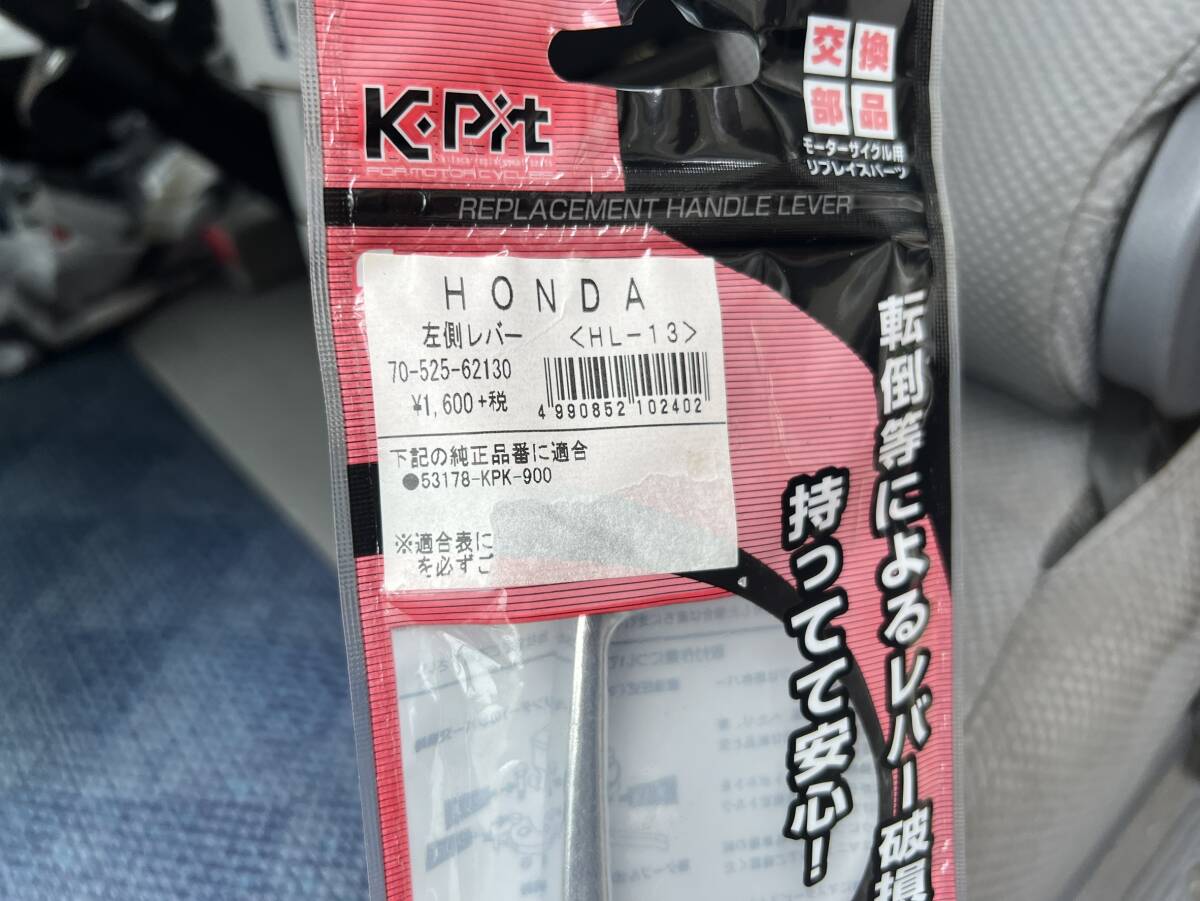 K·Pit
FOR MOTOR CYCLES
交換
部品
モーターサイクル用
リプレイスパーツ
REPLACEMENT HANDLE LEVER
HONDA
左側レバー <HL-13>
70-525-62130
¥1,600+税
4 990852 102402
下記の純正品番に適合
●53178-KPK-900
※適合表に
を必ずご
転倒等によるレバー破損
持ってて安心!